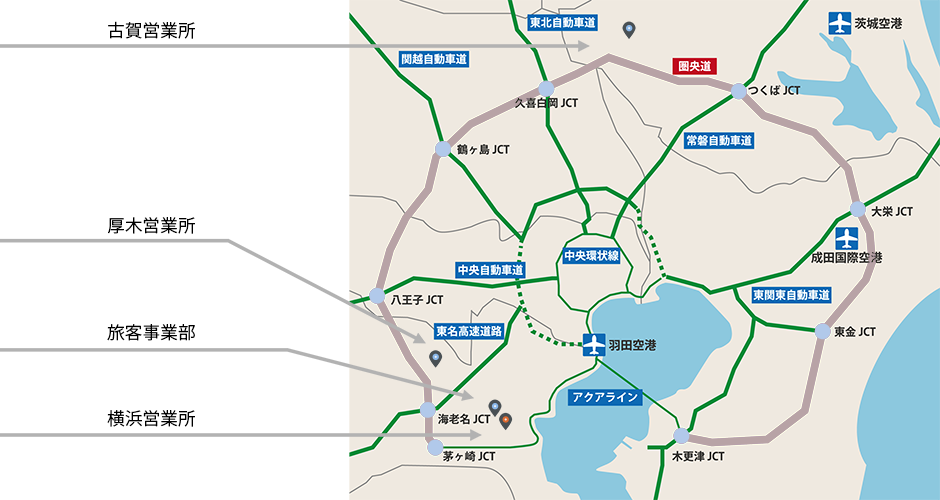 古賀営業所
厚木営業所
旅客事業部
横浜営業所
東北自動車道
茨城空港
関越自動車道
圏央道
つくば JCT
久喜白岡 JCT
常磐自動車道
鶴ヶ島 JCT
大栄 JCT
成田国際空港
中央環状線
中央自動車道
八王子 JCT
東関東自動車道
東名高速道路
東金 JCT
羽田空港
アクアライン
海老名 JCT
茅ヶ崎 JCT
木更津 JCT